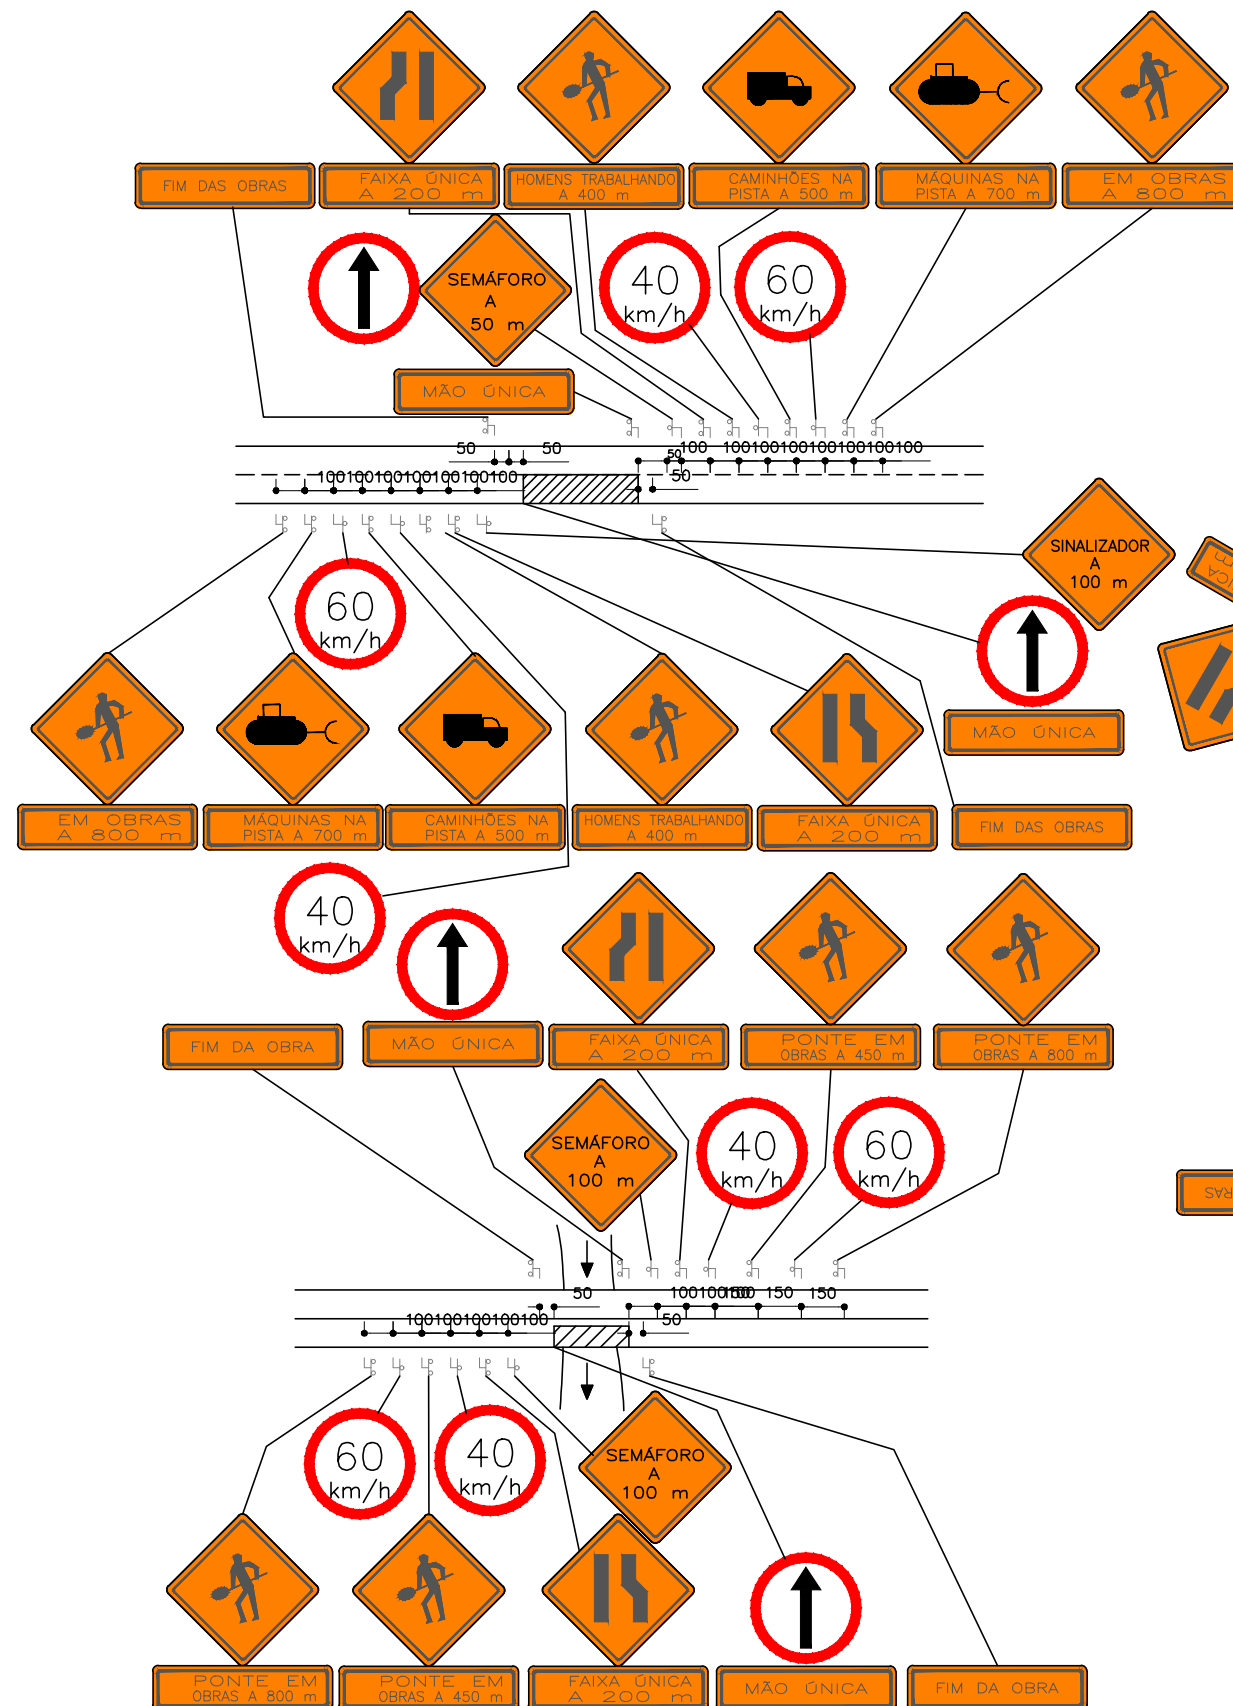 FIM DAS OBRAS
FAIXA ÚNICA
A 200 m
HOMENS TRABALHANDO
A 400 m
CAMINHÕES NA
PISTA A 500 m
MÁQUINAS NA
PISTA A 700 m
EM OBRAS
A 800 m
SEMÁFORO
A
50 m
40
km/h
60
km/h
MÃO ÚNICA
50
50
100
100100100100100100
50
100100100100100100100
50
SINALIZADOR
A
100 m
60
km/h
MÃO ÚNICA
EM OBRAS
A 800 m
MÁQUINAS NA
PISTA A 700 m
CAMINHÕES NA
PISTA A 500 m
HOMENS TRABALHANDO
A 400 m
FAIXA ÚNICA
A 200 m
FIM DAS OBRAS
40
km/h
FIM DA OBRA
MÃO ÚNICA
FAIXA ÚNICA
A 200 m
PONTE EM
OBRAS A 450 m
PONTE EM
OBRAS A 800 m
SEMÁFORO
A
100 m
40
km/h
60
km/h
50
100100
150
150
100100100100100
50
60
km/h
40
km/h
SEMÁFORO
A
100 m
PONTE EM
OBRAS A 800 m
PONTE EM
OBRAS A 450 m
FAIXA ÚNICA
A 200 m
MÃO ÚNICA
FIM DA OBRA